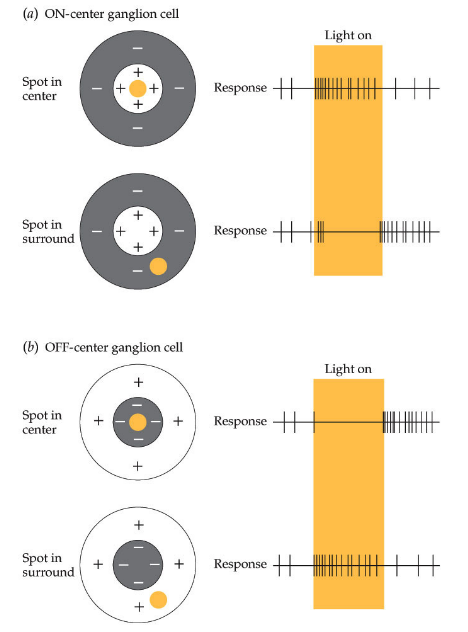 (a) ON-center ganglion cell
Light on
Spot in
center
− − − −
+ + + +
Response
Spot in
surround
− − − −
+ + + +
Response
(b) OFF-center ganglion cell
Light on
Spot in
center
+ + + +
− − − −
Response
Spot in
surround
+ + + +
− − − −
Response